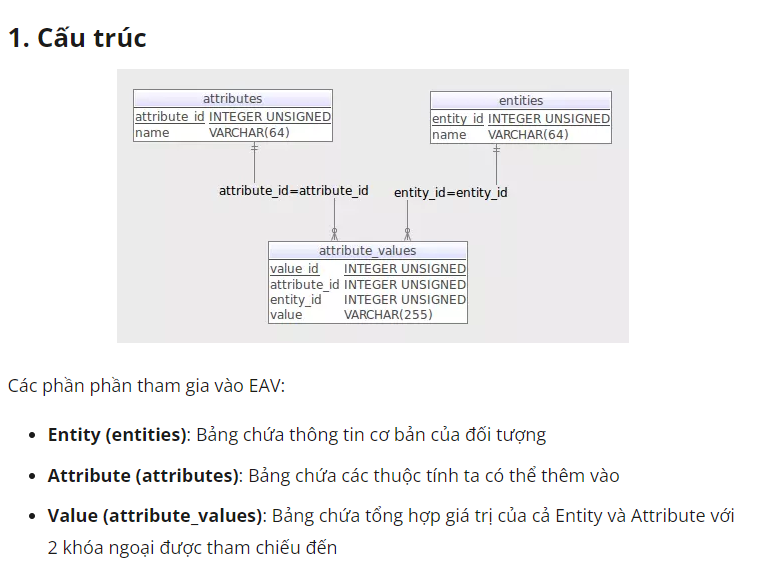 1. Cấu trúc
attributes
attribute_id INTEGER UNSIGNED
name VARCHAR(64)
entities
entity_id INTEGER UNSIGNED
name VARCHAR(64)
attribute_id=attribute_id
entity_id=entity_id
attribute_values
value_id INTEGER UNSIGNED
attribute_id INTEGER UNSIGNED
entity_id INTEGER UNSIGNED
value VARCHAR(255)
Các phần phần tham gia vào EAV:
• Entity (entities): Bảng chứa thông tin cơ bản của đối tượng
• Attribute (attributes): Bảng chứa các thuộc tính ta có thể thêm vào
• Value (attribute_values): Bảng chứa tổng hợp giá trị của cả Entity và Attribute với
2 khóa ngoại được tham chiếu đến